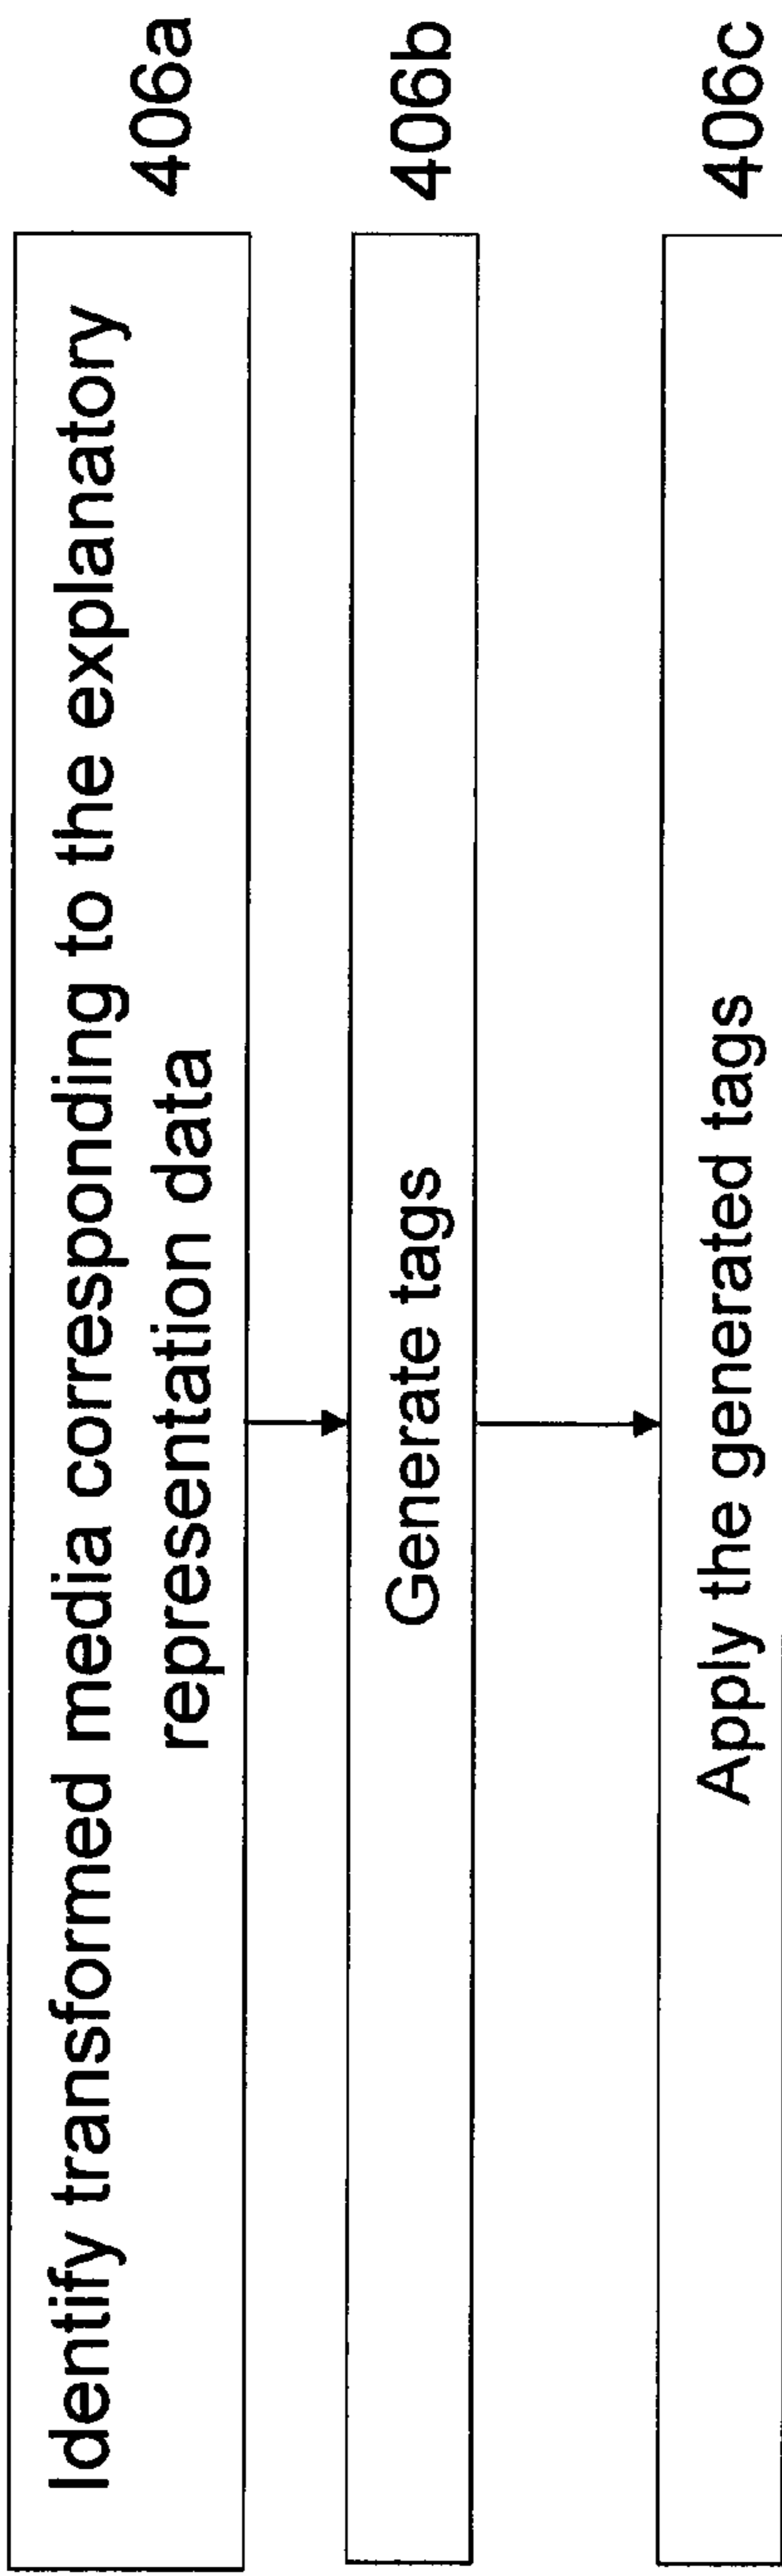 Identify transformed media corresponding to the explanatory
representation data
406a
Generate tags
406b
Apply the generated tags
406c